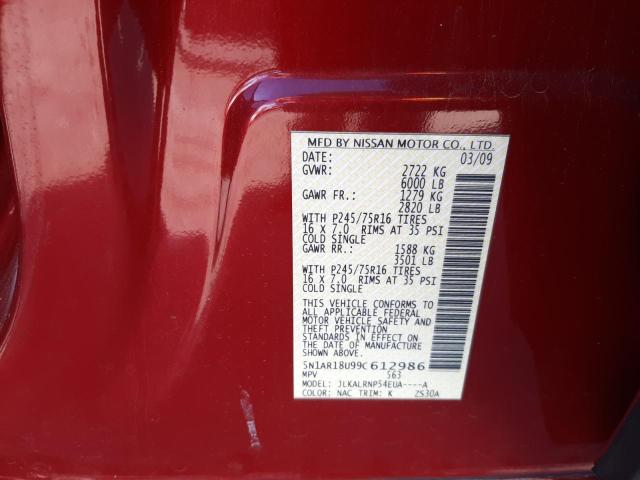 MFD BY NISSAN MOTOR CO., LTD.
DATE: 03/09
GVWR: 2722 KG
6000 LB
GAWR FR.: 1279 KG
2820 LB
WITH P245/75R16 TIRES
16 X 7.0 RIMS AT 35 PSI
COLD SINGLE
GAWR RR.: 1588 KG
3501 LB
WITH P245/75R16 TIRES
16 X 7.0 RIMS AT 35 PSI
COLD SINGLE
THIS VEHICLE CONFORMS
TO ALL APPLICABLE FEDERAL
MOTOR VEHICLE SAFETY AND
THEFT PREVENTION
STANDARDS IN EFFECT
ON THE DATE OF
MANUFACTURE SHOWN ABOVE.
5N1AR18U99C612986
MPV 563
MODEL: JLKALRNP54EUA----A
COLOR: NAC TRIM: K ZS30A